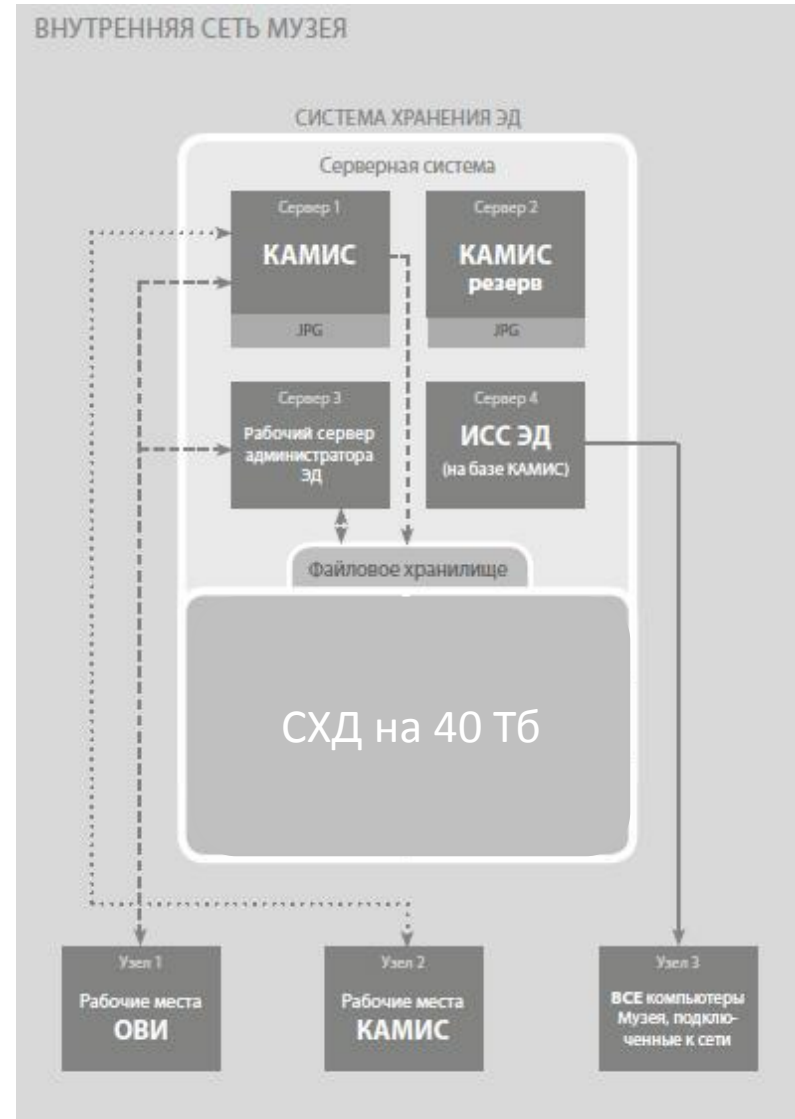 ВНУТРЕННЯЯ СЕТЬ МУЗЕЯ
СИСТЕМА ХРАНЕНИЯ ЭД
Серверная система
Сервер 1
КАМИС
JPG
Сервер 2
КАМИС
резерв
JPG
Сервер 3
Рабочий сервер
администратора
ЭД
Сервер 4
ИСС ЭД
(на базе КАМИС)
Файловое хранилище
СХД на 40 Тб
Узел 1
Рабочие места
ОВИ
Узел 2
Рабочие места
КАМИС
Узел 3
ВСЕ компьютеры
Музея, подклю-
ченные к сети